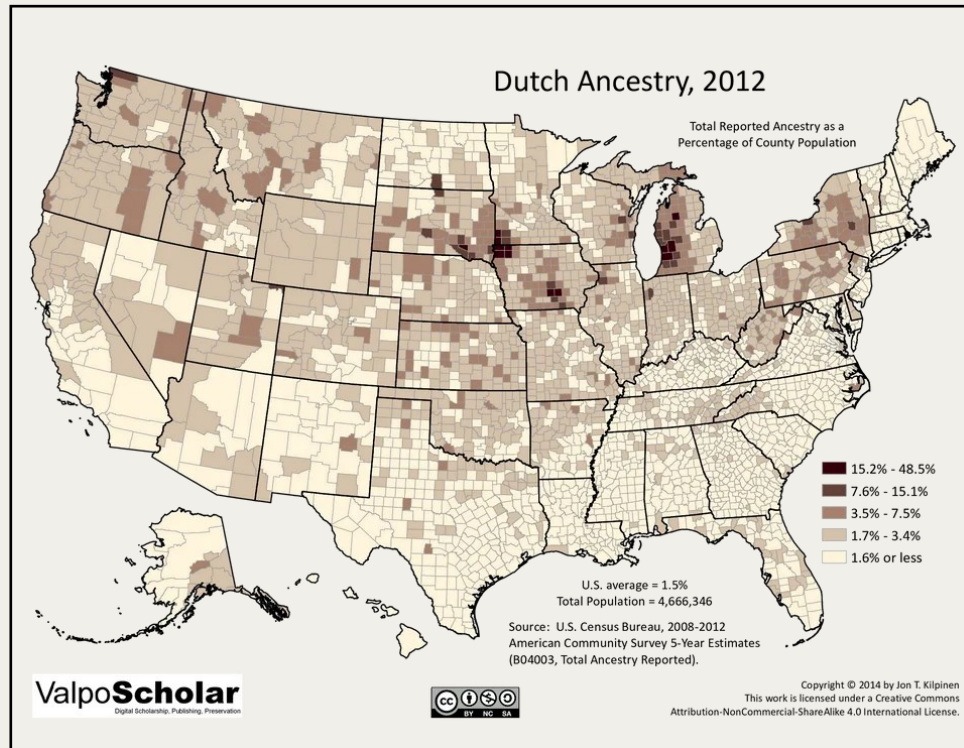 Dutch Ancestry, 2012
Total Reported Ancestry as a
Percentage of County Population
15.2% - 48.5%
7.6% - 15.1%
3.5% - 7.5%
1.7% - 3.4%
1.6% or less
U.S. average = 1.5%
Total Population = 4,666,346
Source:  U.S. Census Bureau, 2008-2012
American Community Survey 5-Year Estimates
(B04003, Total Ancestry Reported).
ValpoScholar
Digital Scholarship, Publishing, Preservation
cc
BY NC SA
Copyright © 2014 by Jon T. Kilpinen
This work is licensed under a Creative Commons
Attribution-NonCommercial-ShareAlike 4.0 International License.